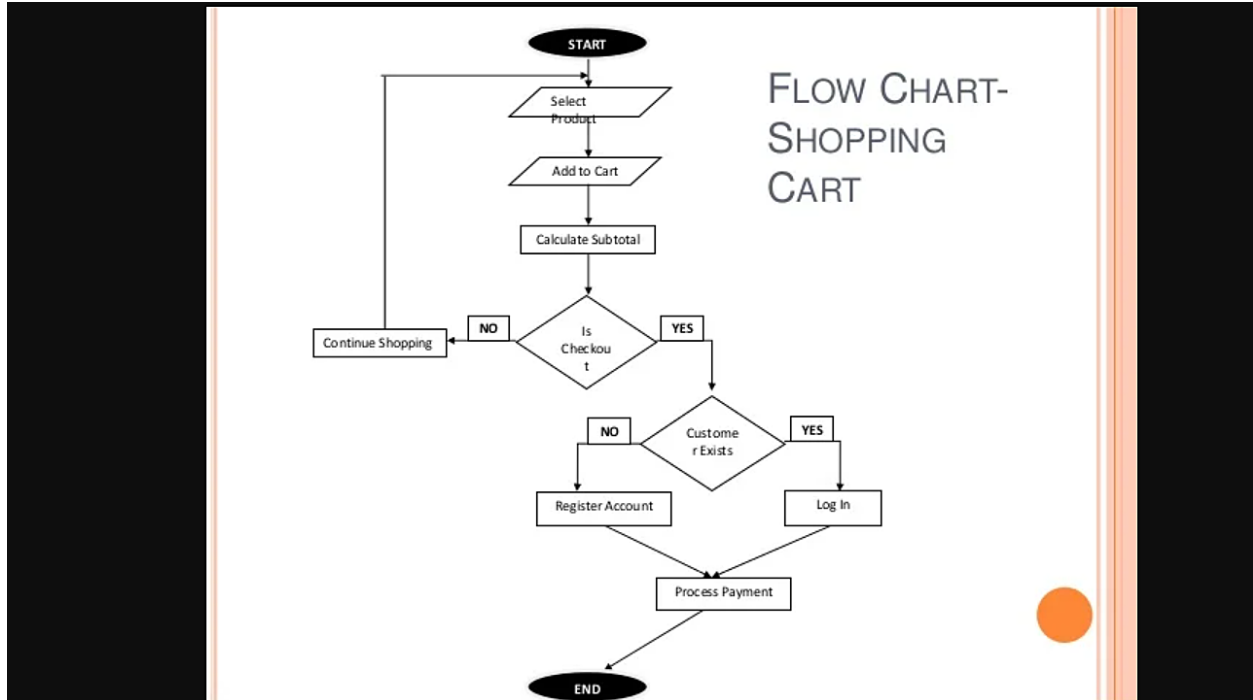 START
FLOW CHART-
SHOPPING
CART
Select
Product
Add to Cart
Calculate Subtotal
NO
YES
Is
Checkou
t
Continue Shopping
NO
YES
Custome
r Exists
Register Account
Log In
Process Payment
END